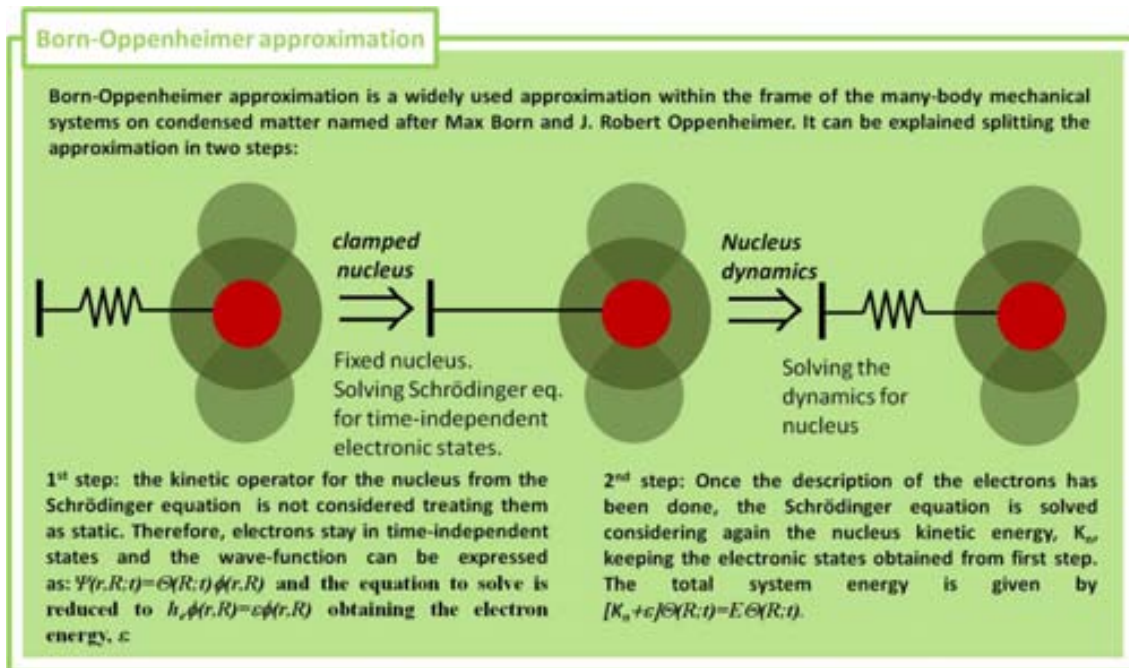 Born-Oppenheimer approximation
Born-Oppenheimer approximation is a widely used approximation within the frame of the many-body mechanical
systems on condensed matter named after Max Born and J. Robert Oppenheimer. It can be explained splitting the
approximation in two steps:
clamped
nucleus
Fixed nucleus.
Solving Schrödinger eq.
for time-independent
electronic states.
Nucleus
dynamics
Solving the
dynamics for
nucleus
1st step: the kinetic operator for the nucleus from the
Schrödinger equation is not considered treating them
as static. Therefore, electrons stay in time-independent
states and the wave-function can be expressed
as: Ψ(r,R;t)=Θ(R;t)ϕ(r,R) and the equation to solve is
reduced to hₑϕ(r,R)=εϕ(r,R) obtaining the electron
energy, ε
2nd step: Once the description of the electrons has
been done, the Schrödinger equation is solved
considering again the nucleus kinetic energy, Kₙ,
keeping the electronic states obtained from first step.
The total system energy is given by
[Kₙ+ε]Θ(R;t)=EΘ(R;t).